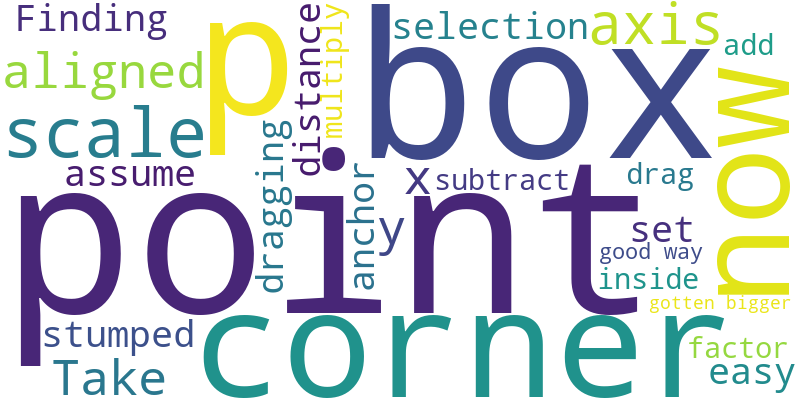 Finding
p
distance
multiply
box
selection
axis
add
aligned
scale
now
assume
dragging
point
anchor
x
y
subtract
drag
set
good way
inside
gotten bigger
corner
stumped
Take
factor
easy